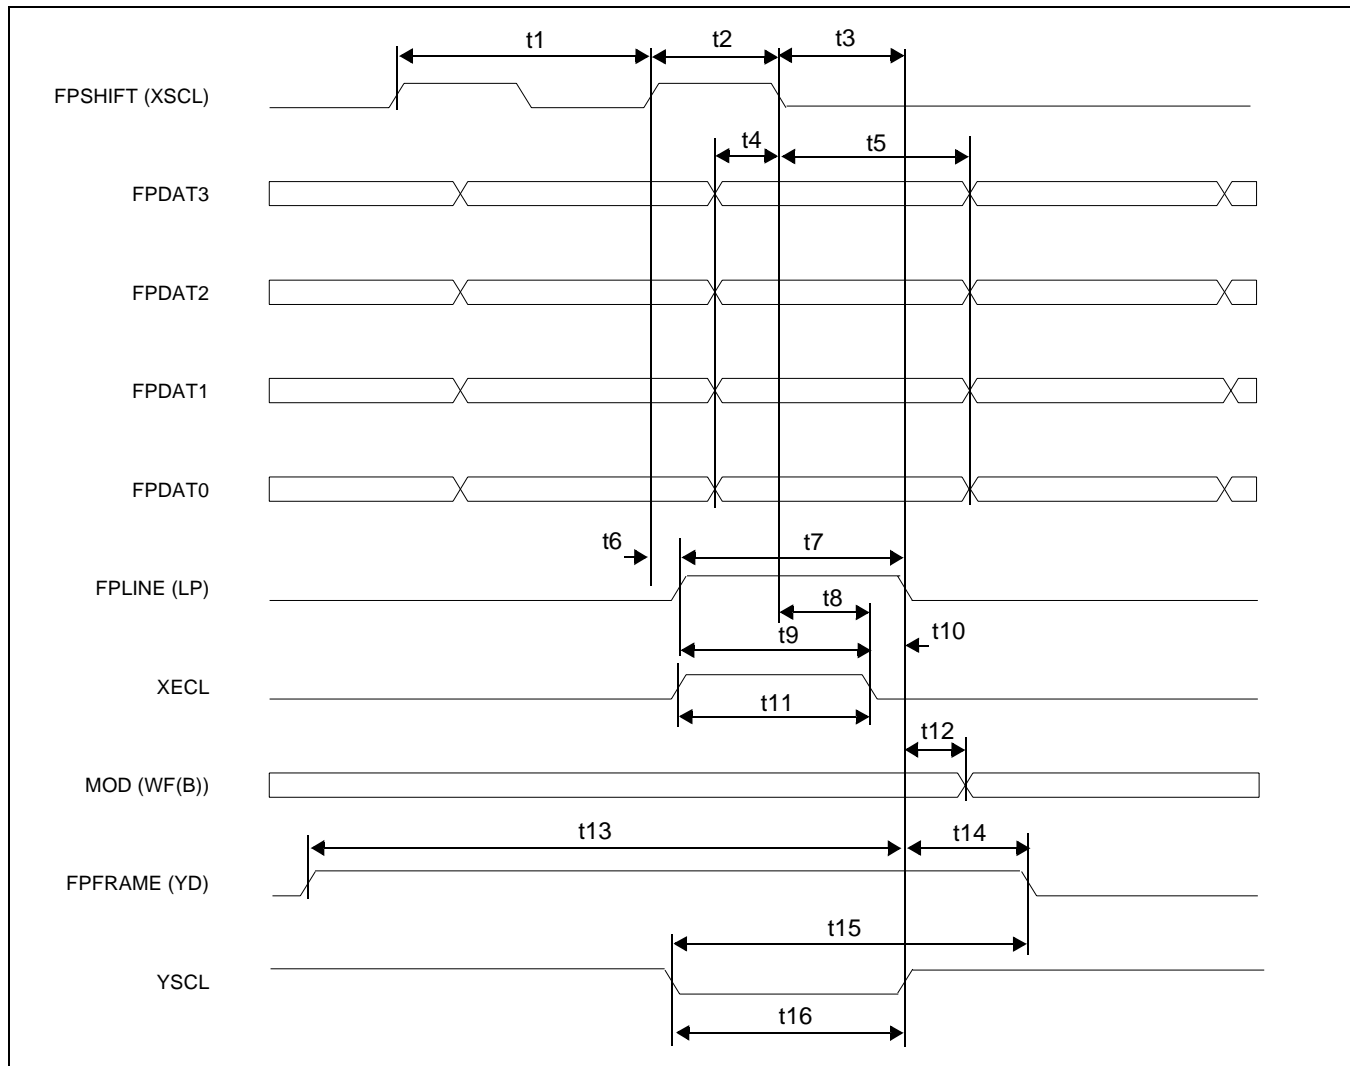 t1 t2 t3
FPSHIFT (XSCL)
t4 t5
FPDAT3
FPDAT2
FPDAT1
FPDAT0
t6 t7
FPLINE (LP)
t8
t9 t10
XECL
t11
t12
MOD (WF(B))
t13 t14
FPFRAME (YD)
t15
YSCL
t16